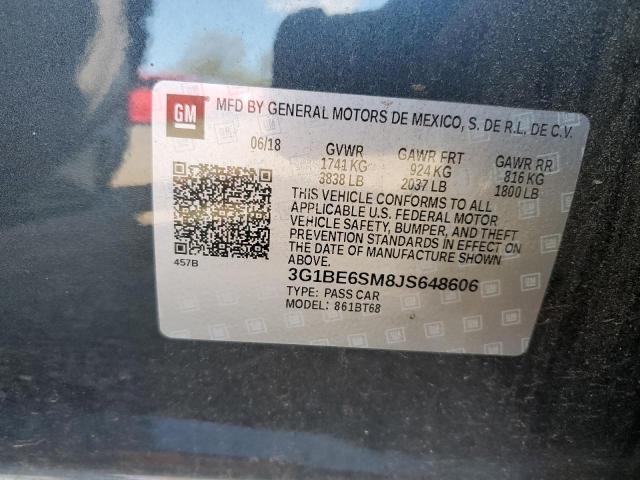 GM
MFD BY GENERAL MOTORS DE MEXICO, S. DE R.L. DE C.V.
06/18 GVWR GAWR FRT GAWR RR
1741 KG 924 KG 816 KG
3838 LB 2037 LB 1800 LB
THIS VEHICLE CONFORMS TO ALL
APPLICABLE U.S. FEDERAL MOTOR
VEHICLE SAFETY, BUMPER, AND THEFT
PREVENTION STANDARDS IN EFFECT ON
THE DATE OF MANUFACTURE SHOWN
ABOVE.
457B
3G1BE6SM8JS648606
TYPE: PASS CAR
MODEL: 861BT68